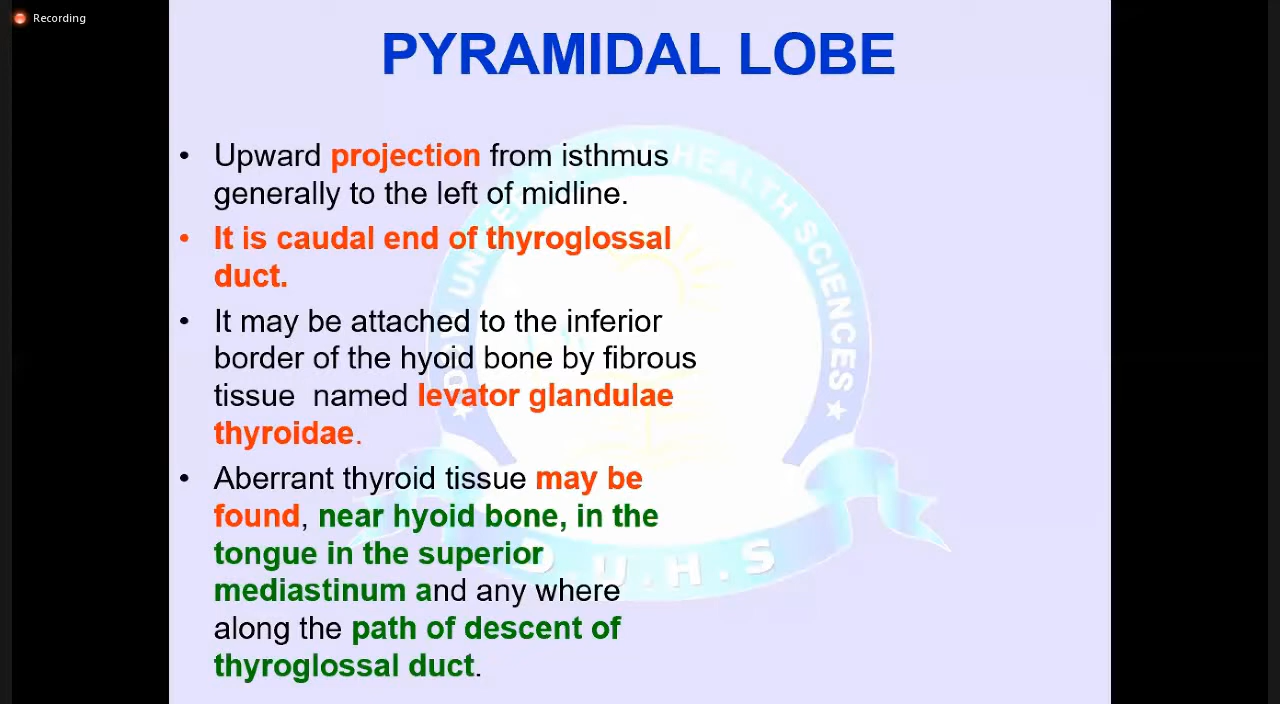 Recording
PYRAMIDAL LOBE
• Upward projection from isthmus
generally to the left of midline.
• It is caudal end of thyroglossal
duct.
• It may be attached to the inferior
border of the hyoid bone by fibrous
tissue named levator glandulae
thyroidae.
• Aberrant thyroid tissue may be
found, near hyoid bone, in the
tongue in the superior
mediastinum and any where
along the path of descent of
thyroglossal duct.
HEALTH SCIENCES
D.U.H.S